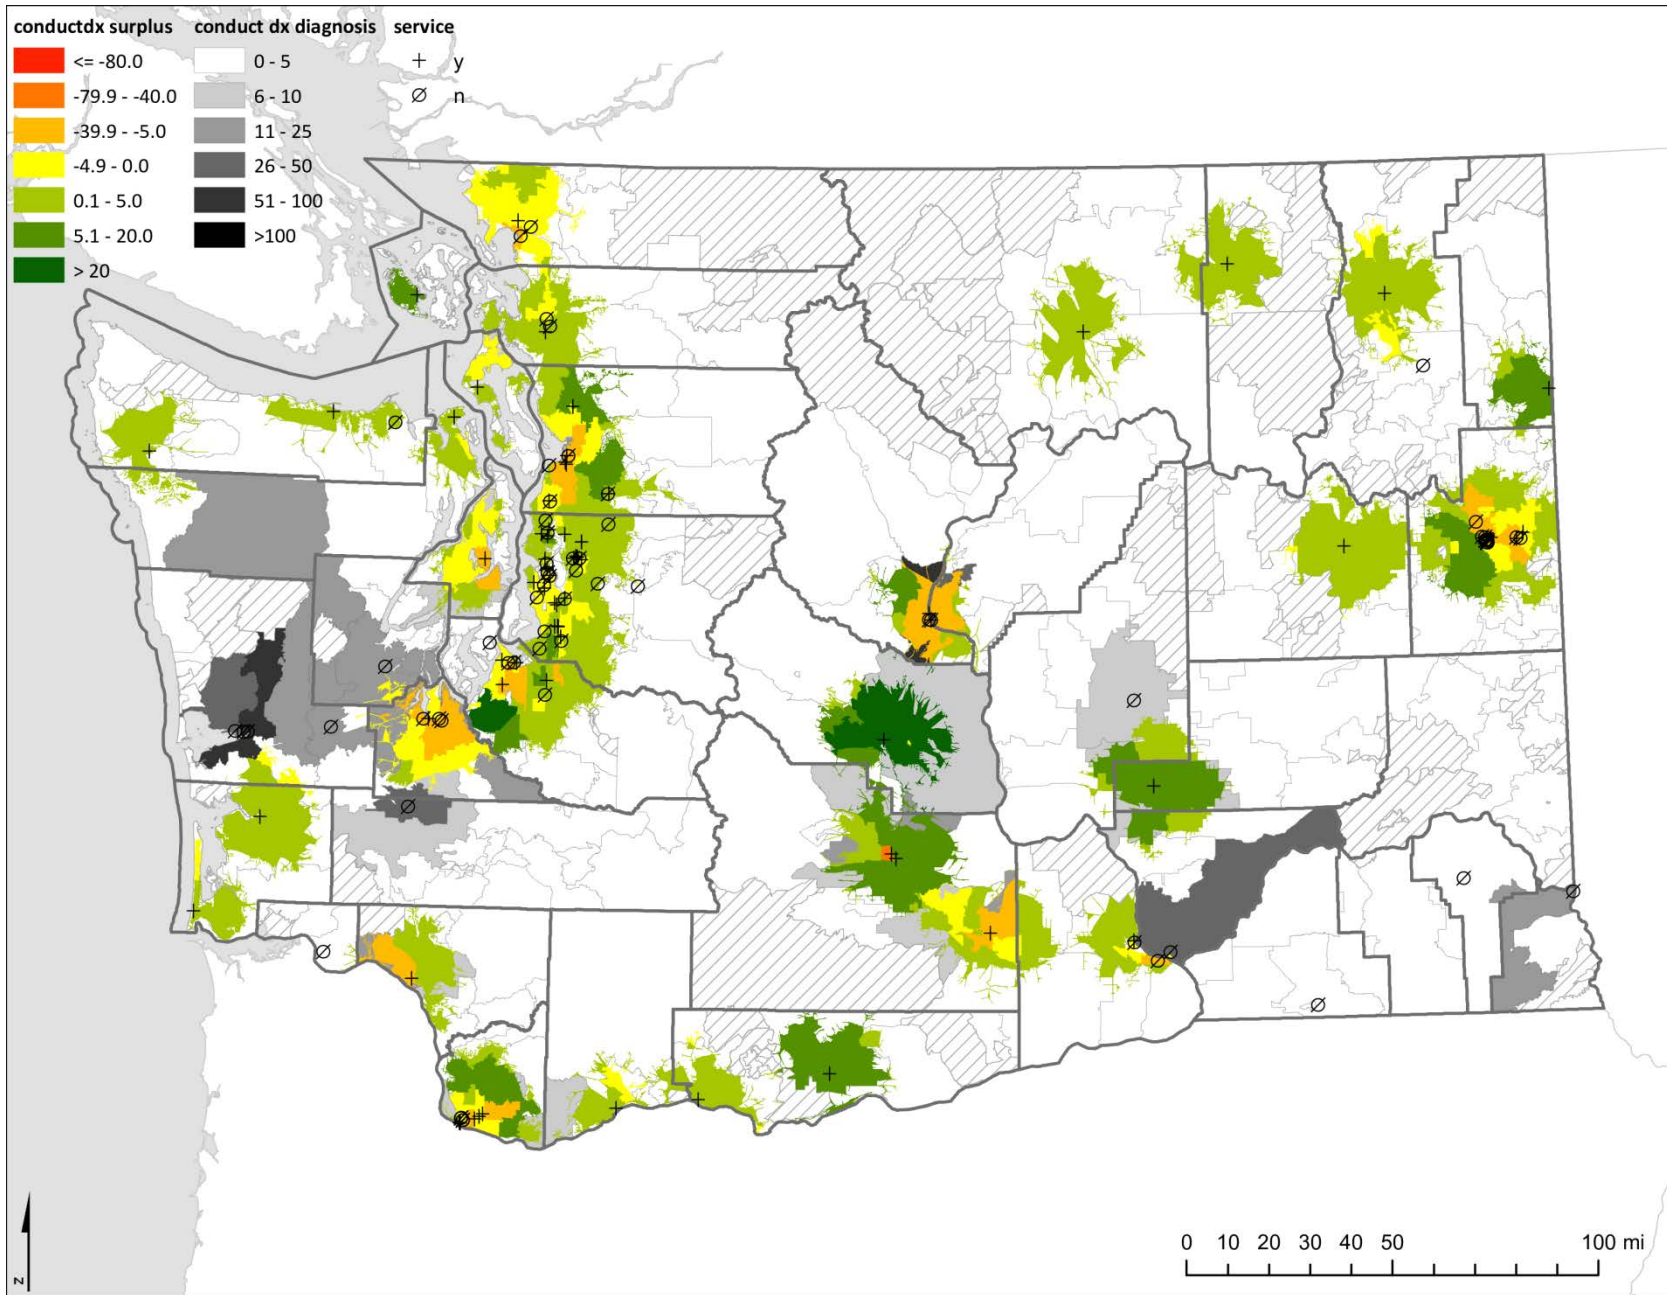 conductdx surplus conduct dx diagnosis service
<= -80.0 0 - 5 y
-79.9 - -40.0 6 - 10 n
-39.9 - -5.0 11 - 25
-4.9 - 0.0 26 - 50
0.1 - 5.0 51 - 100
5.1 - 20.0 >100
> 20
0 10 20 30 40 50 100 mi
N